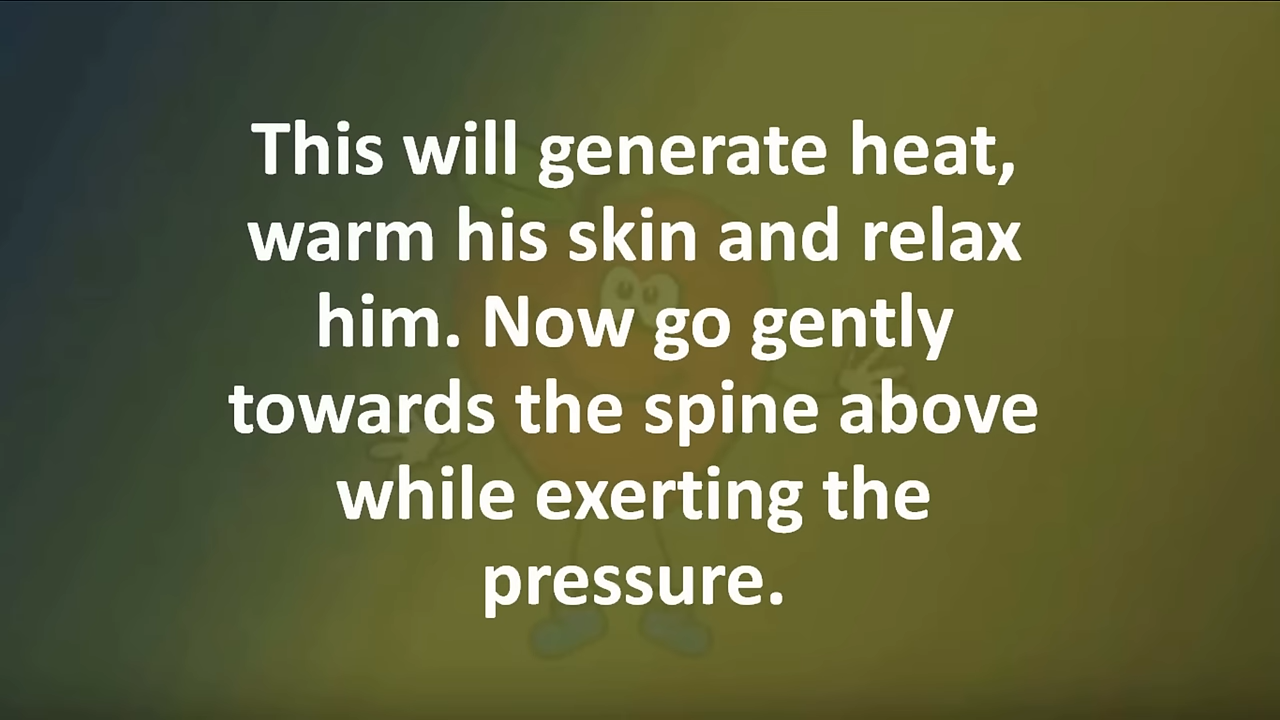 This will generate heat,
warm his skin and relax
him. Now go gently
towards the spine above
while exerting the
pressure.